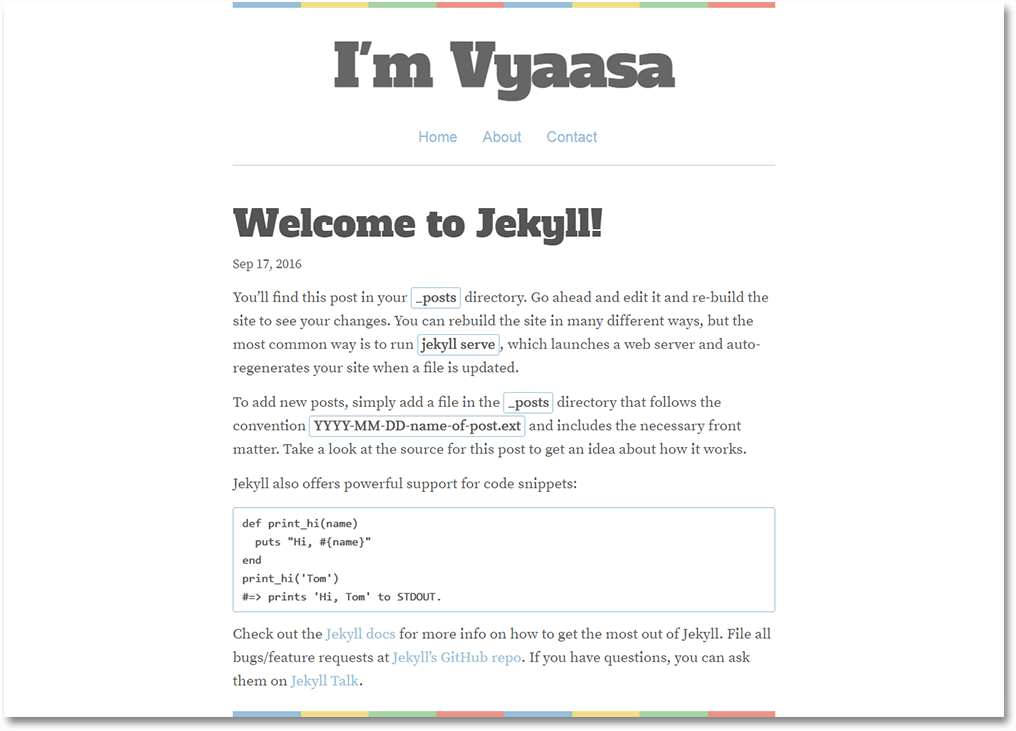 I’m Vyaasa
Home About Contact
Welcome to Jekyll!
Sep 17, 2016
You’ll find this post in your _posts directory. Go ahead and edit it and re-build the
site to see your changes. You can rebuild the site in many different ways, but the
most common way is to run jekyll serve, which launches a web server and auto-
regenerates your site when a file is updated.
To add new posts, simply add a file in the _posts directory that follows the
convention YYYY-MM-DD-name-of-post.ext and includes the necessary front
matter. Take a look at the source for this post to get an idea about how it works.
Jekyll also offers powerful support for code snippets:
def print_hi(name)
  puts "Hi, #{name}"
end
print_hi('Tom')
#=> prints 'Hi, Tom' to STDOUT.
Check out the Jekyll docs for more info on how to get the most out of Jekyll. File all
bugs/feature requests at Jekyll’s GitHub repo. If you have questions, you can ask
them on Jekyll Talk.